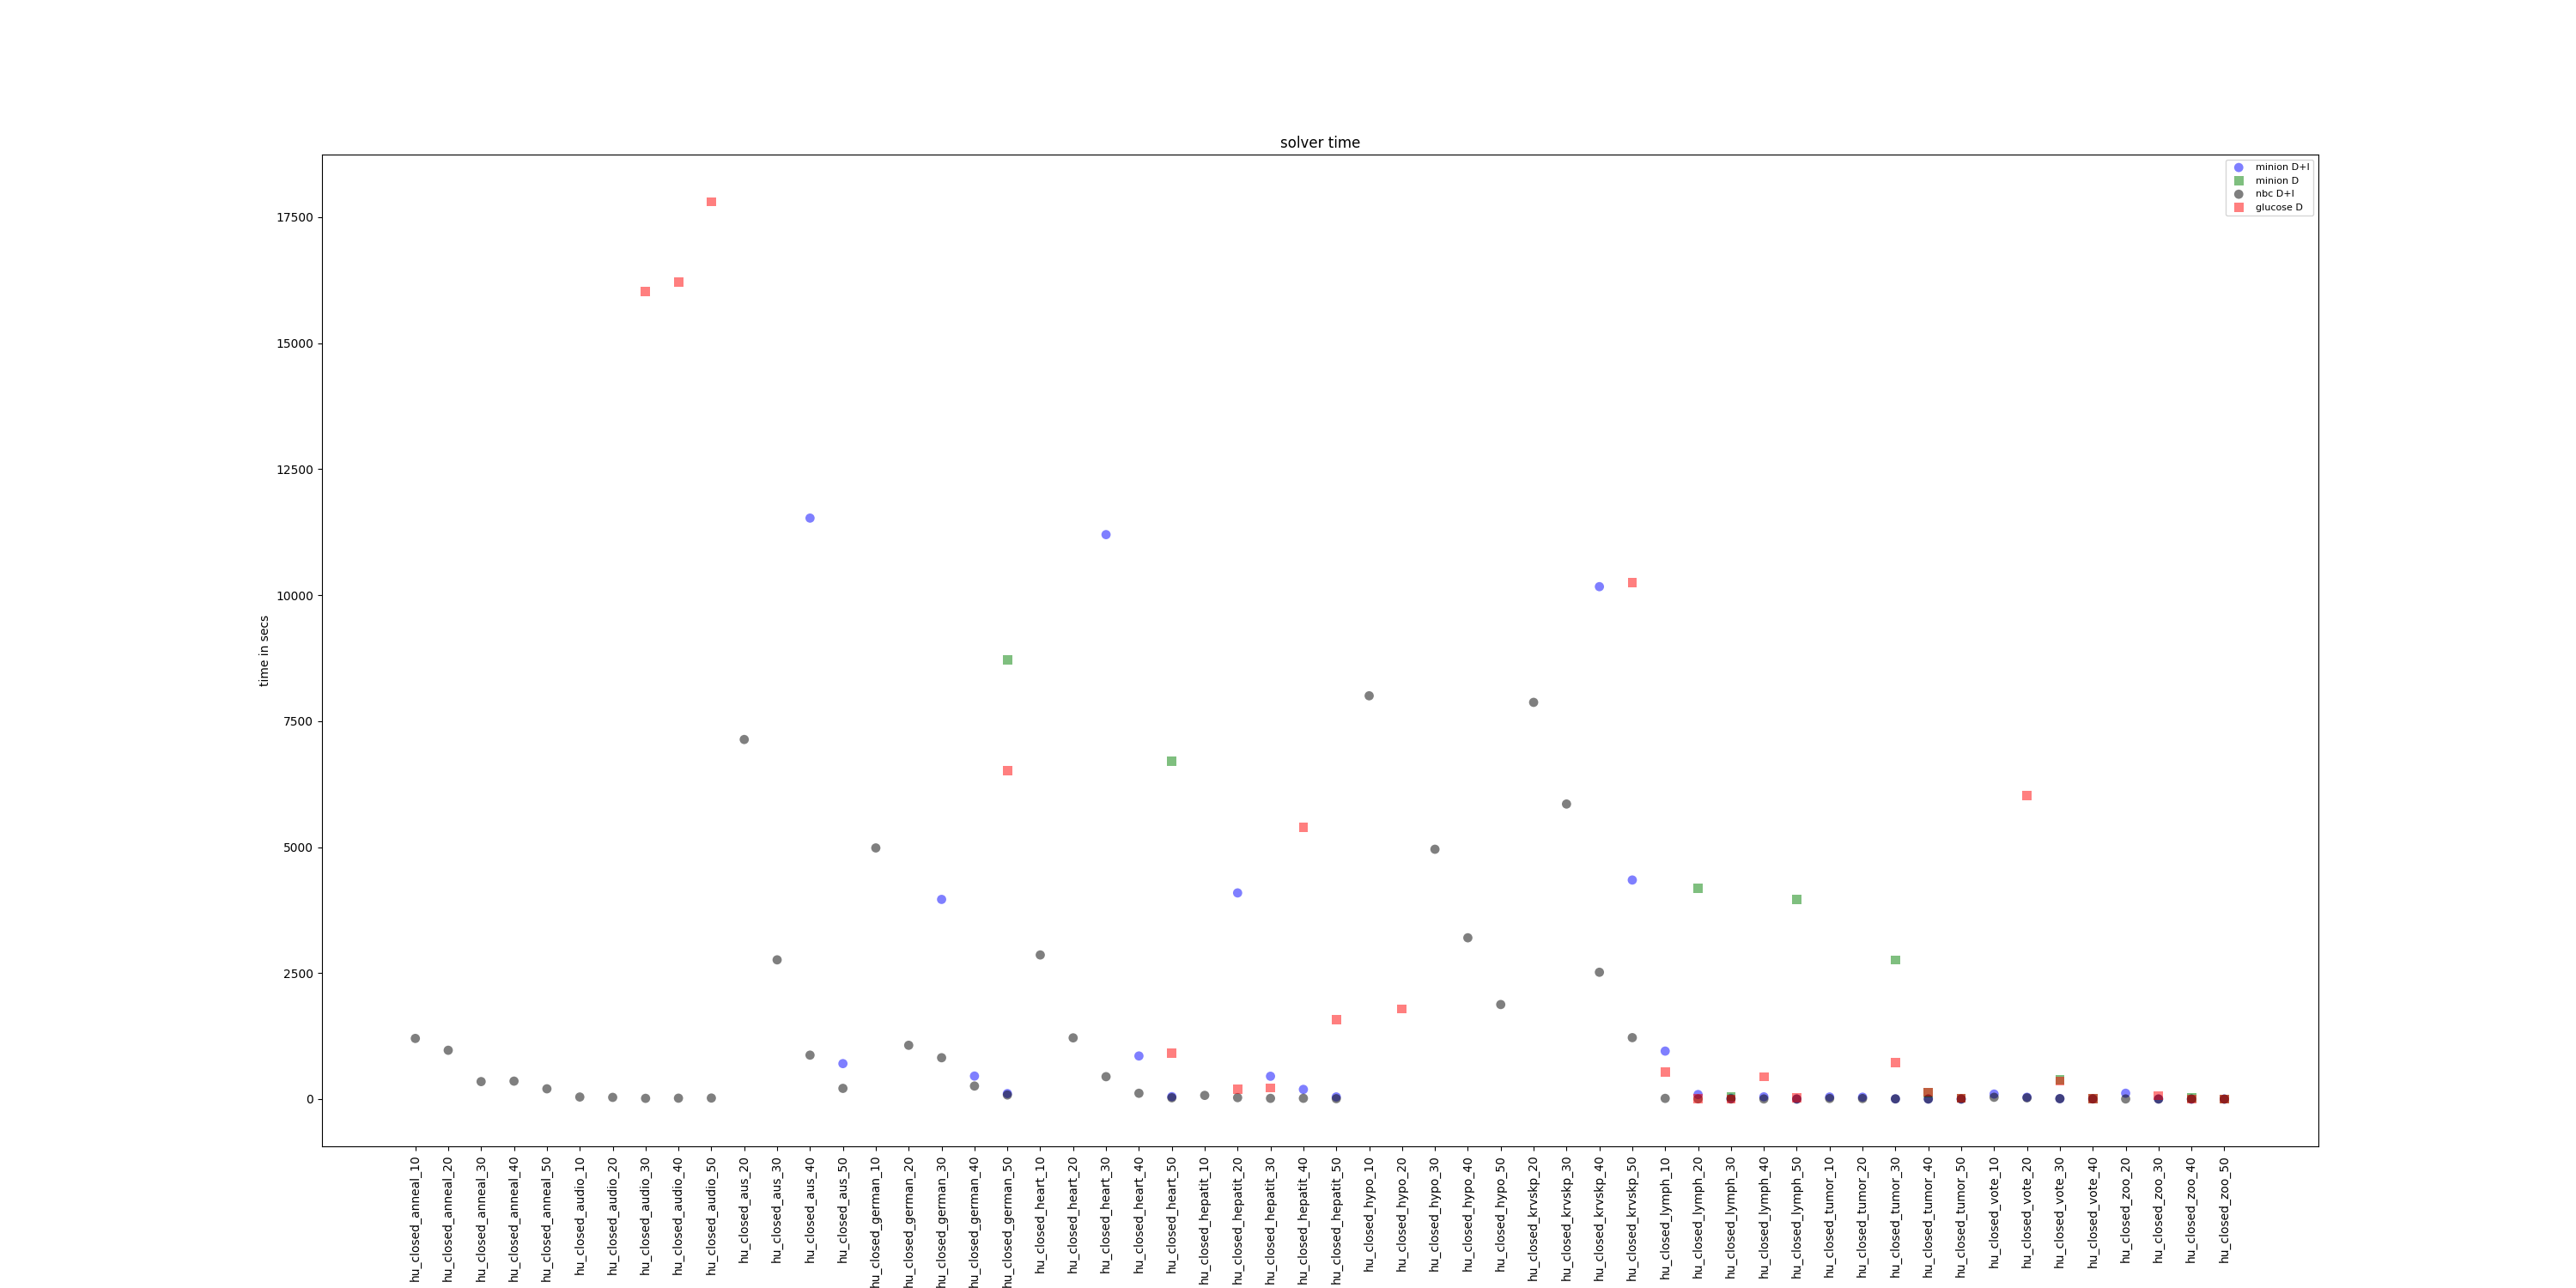 solver time
minion D+I
minion D
nbc D+I
glucose D
17500
15000
12500
10000
7500
5000
2500
0
time in secs
hu_closed_anneal_10
hu_closed_anneal_20
hu_closed_anneal_30
hu_closed_anneal_40
hu_closed_anneal_50
hu_closed_audio_10
hu_closed_audio_20
hu_closed_audio_30
hu_closed_audio_40
hu_closed_audio_50
hu_closed_aus_20
hu_closed_aus_30
hu_closed_aus_40
hu_closed_aus_50
hu_closed_german_10
hu_closed_german_20
hu_closed_german_30
hu_closed_german_40
hu_closed_german_50
hu_closed_heart_10
hu_closed_heart_20
hu_closed_heart_30
hu_closed_heart_40
hu_closed_heart_50
hu_closed_hepatit_10
hu_closed_hepatit_20
hu_closed_hepatit_30
hu_closed_hepatit_40
hu_closed_hepatit_50
hu_closed_hypo_10
hu_closed_hypo_20
hu_closed_hypo_30
hu_closed_hypo_40
hu_closed_hypo_50
hu_closed_krvskp_20
hu_closed_krvskp_30
hu_closed_krvskp_40
hu_closed_krvskp_50
hu_closed_lymph_10
hu_closed_lymph_20
hu_closed_lymph_30
hu_closed_lymph_40
hu_closed_lymph_50
hu_closed_tumor_10
hu_closed_tumor_20
hu_closed_tumor_30
hu_closed_tumor_40
hu_closed_tumor_50
hu_closed_vote_10
hu_closed_vote_20
hu_closed_vote_30
hu_closed_vote_40
hu_closed_zoo_20
hu_closed_zoo_30
hu_closed_zoo_40
hu_closed_zoo_50